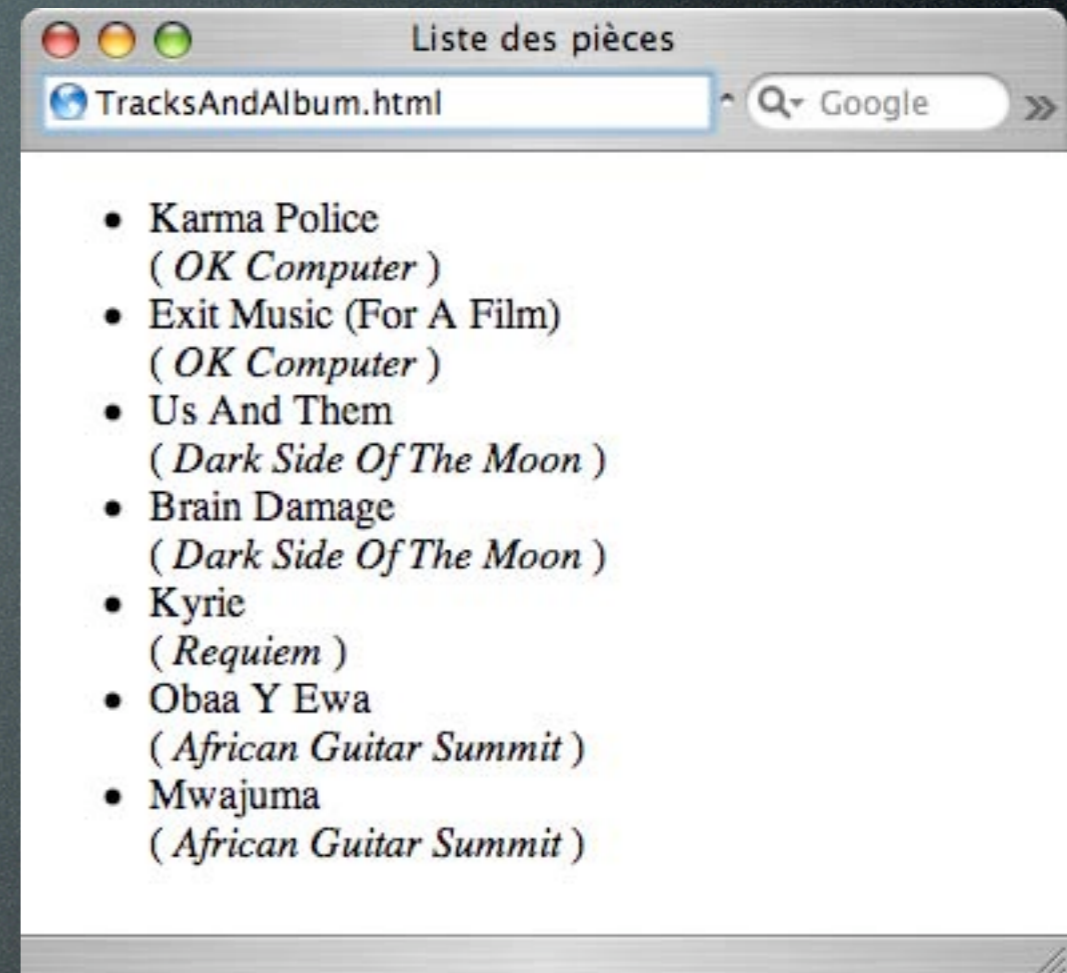 Liste des pièces
TracksAndAlbum.html
Google
• Karma Police
( OK Computer )
• Exit Music (For A Film)
( OK Computer )
• Us And Them
( Dark Side Of The Moon )
• Brain Damage
( Dark Side Of The Moon )
• Kyrie
( Requiem )
• Obaa Y Ewa
( African Guitar Summit )
• Mwajuma
( African Guitar Summit )